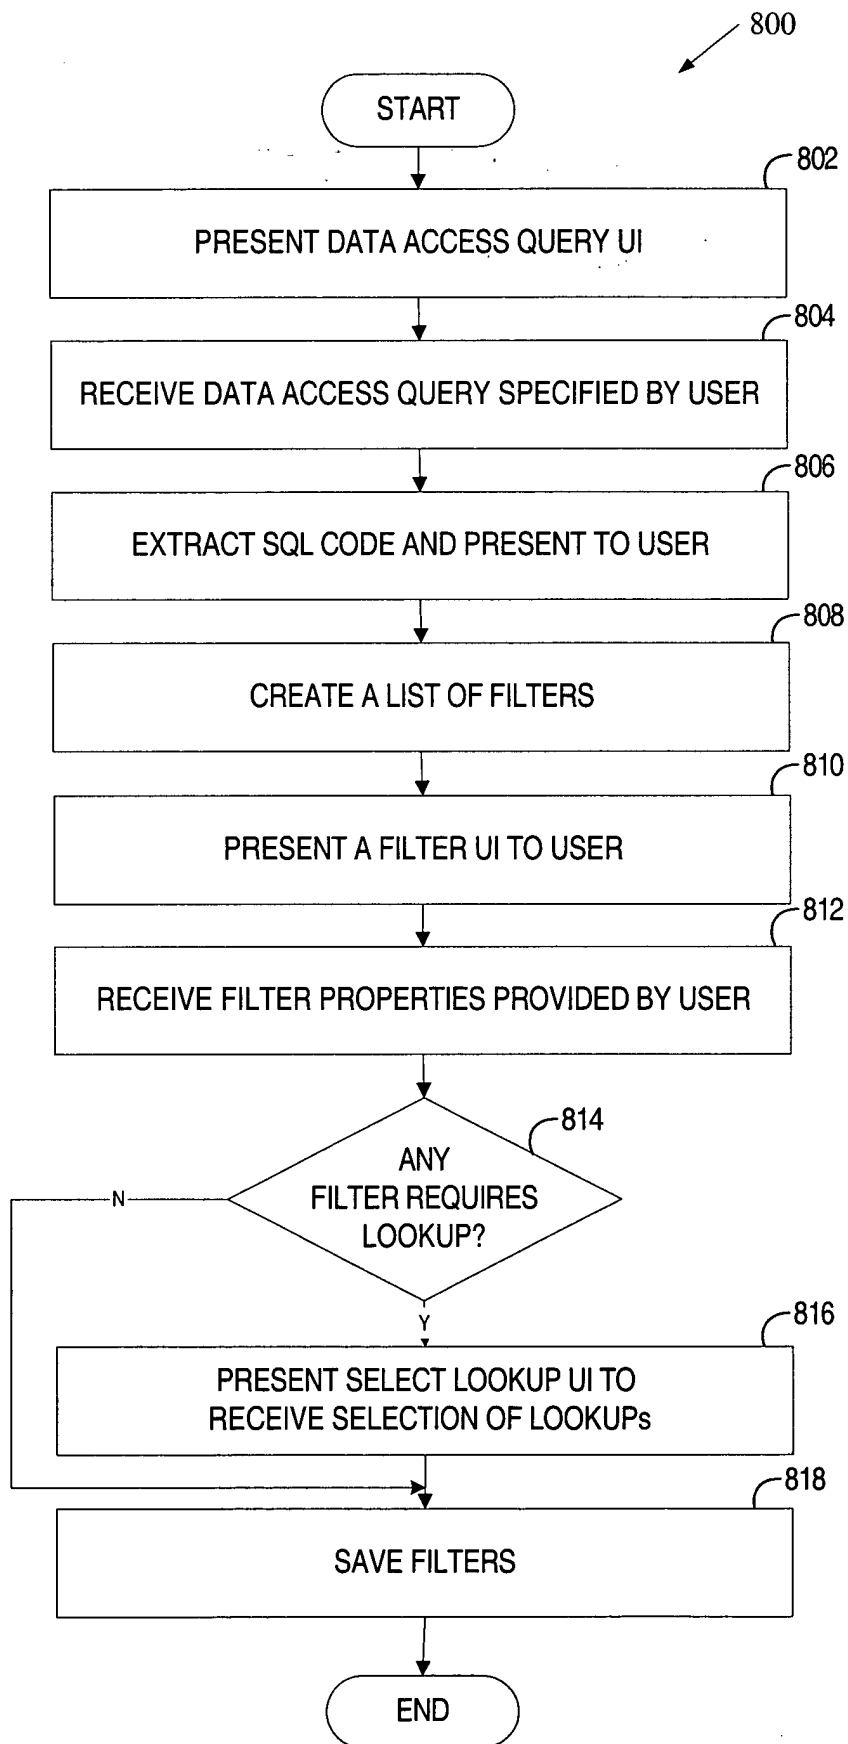 800
START
802
PRESENT DATA ACCESS QUERY UI
804
RECEIVE DATA ACCESS QUERY SPECIFIED BY USER
806
EXTRACT SQL CODE AND PRESENT TO USER
808
CREATE A LIST OF FILTERS
810
PRESENT A FILTER UI TO USER
812
RECEIVE FILTER PROPERTIES PROVIDED BY USER
814
ANY
FILTER REQUIRES
LOOKUP?
N
Y
816
PRESENT SELECT LOOKUP UI TO
RECEIVE SELECTION OF LOOKUPs
818
SAVE FILTERS
END